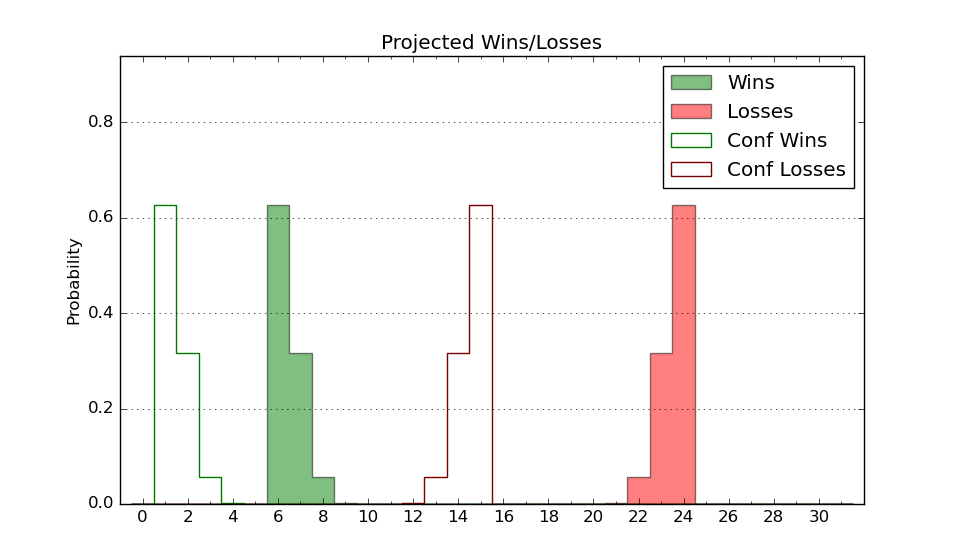 Projected Wins/Losses
Wins
Losses
Conf Wins
Conf Losses
Probability
0.8
0.6
0.4
0.2
0.0
0 2 4 6 8 10 12 14 16 18 20 22 24 26 28 30